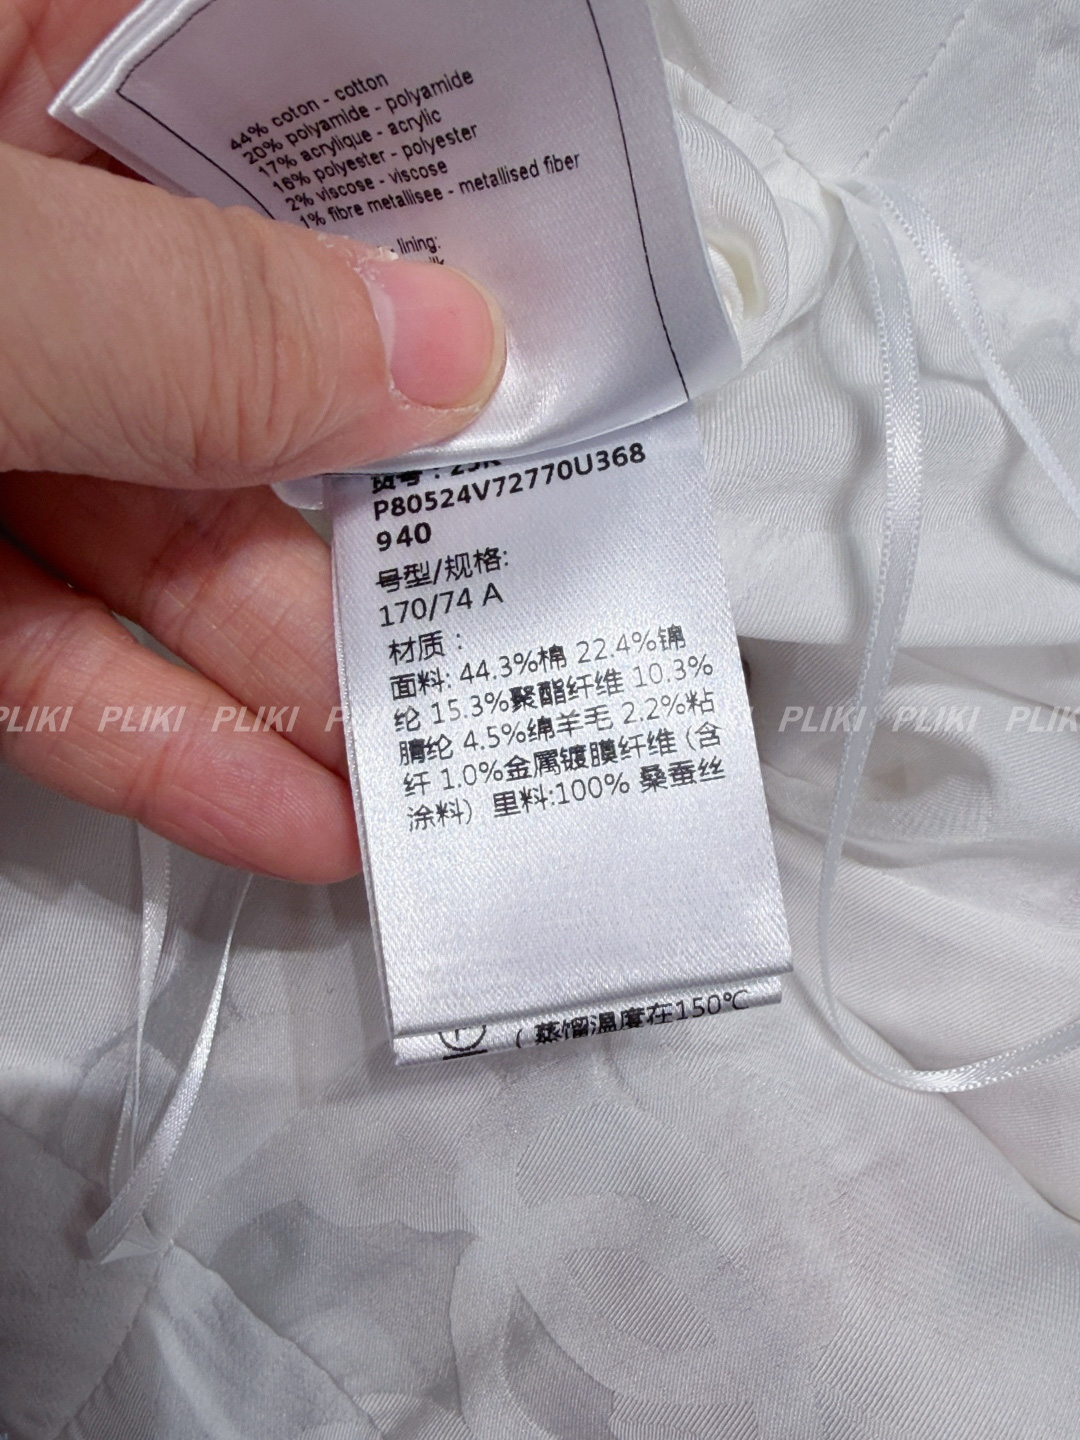 44% coton - cotton
20% polyamide - polyamide
17% acrylique - acrylic
16% polyester - polyester
2% viscose - viscose
1% fibre metallisee - metallised fiber
lining:
货号:
P80524V72770U368
940
号型/规格:
170/74 A
材质:
面料: 44.3%棉 22.4%锦
纶 15.3%聚酯纤维 10.3%
腈纶 4.5%绵羊毛 2.2%粘
纤 1.0%金属镀膜纤维 (含
涂料) 里料:100% 桑蚕丝
(蒸馏温度在150℃
PLIKI PLIKI PLIKI PLIKI PLIKI PLIKI